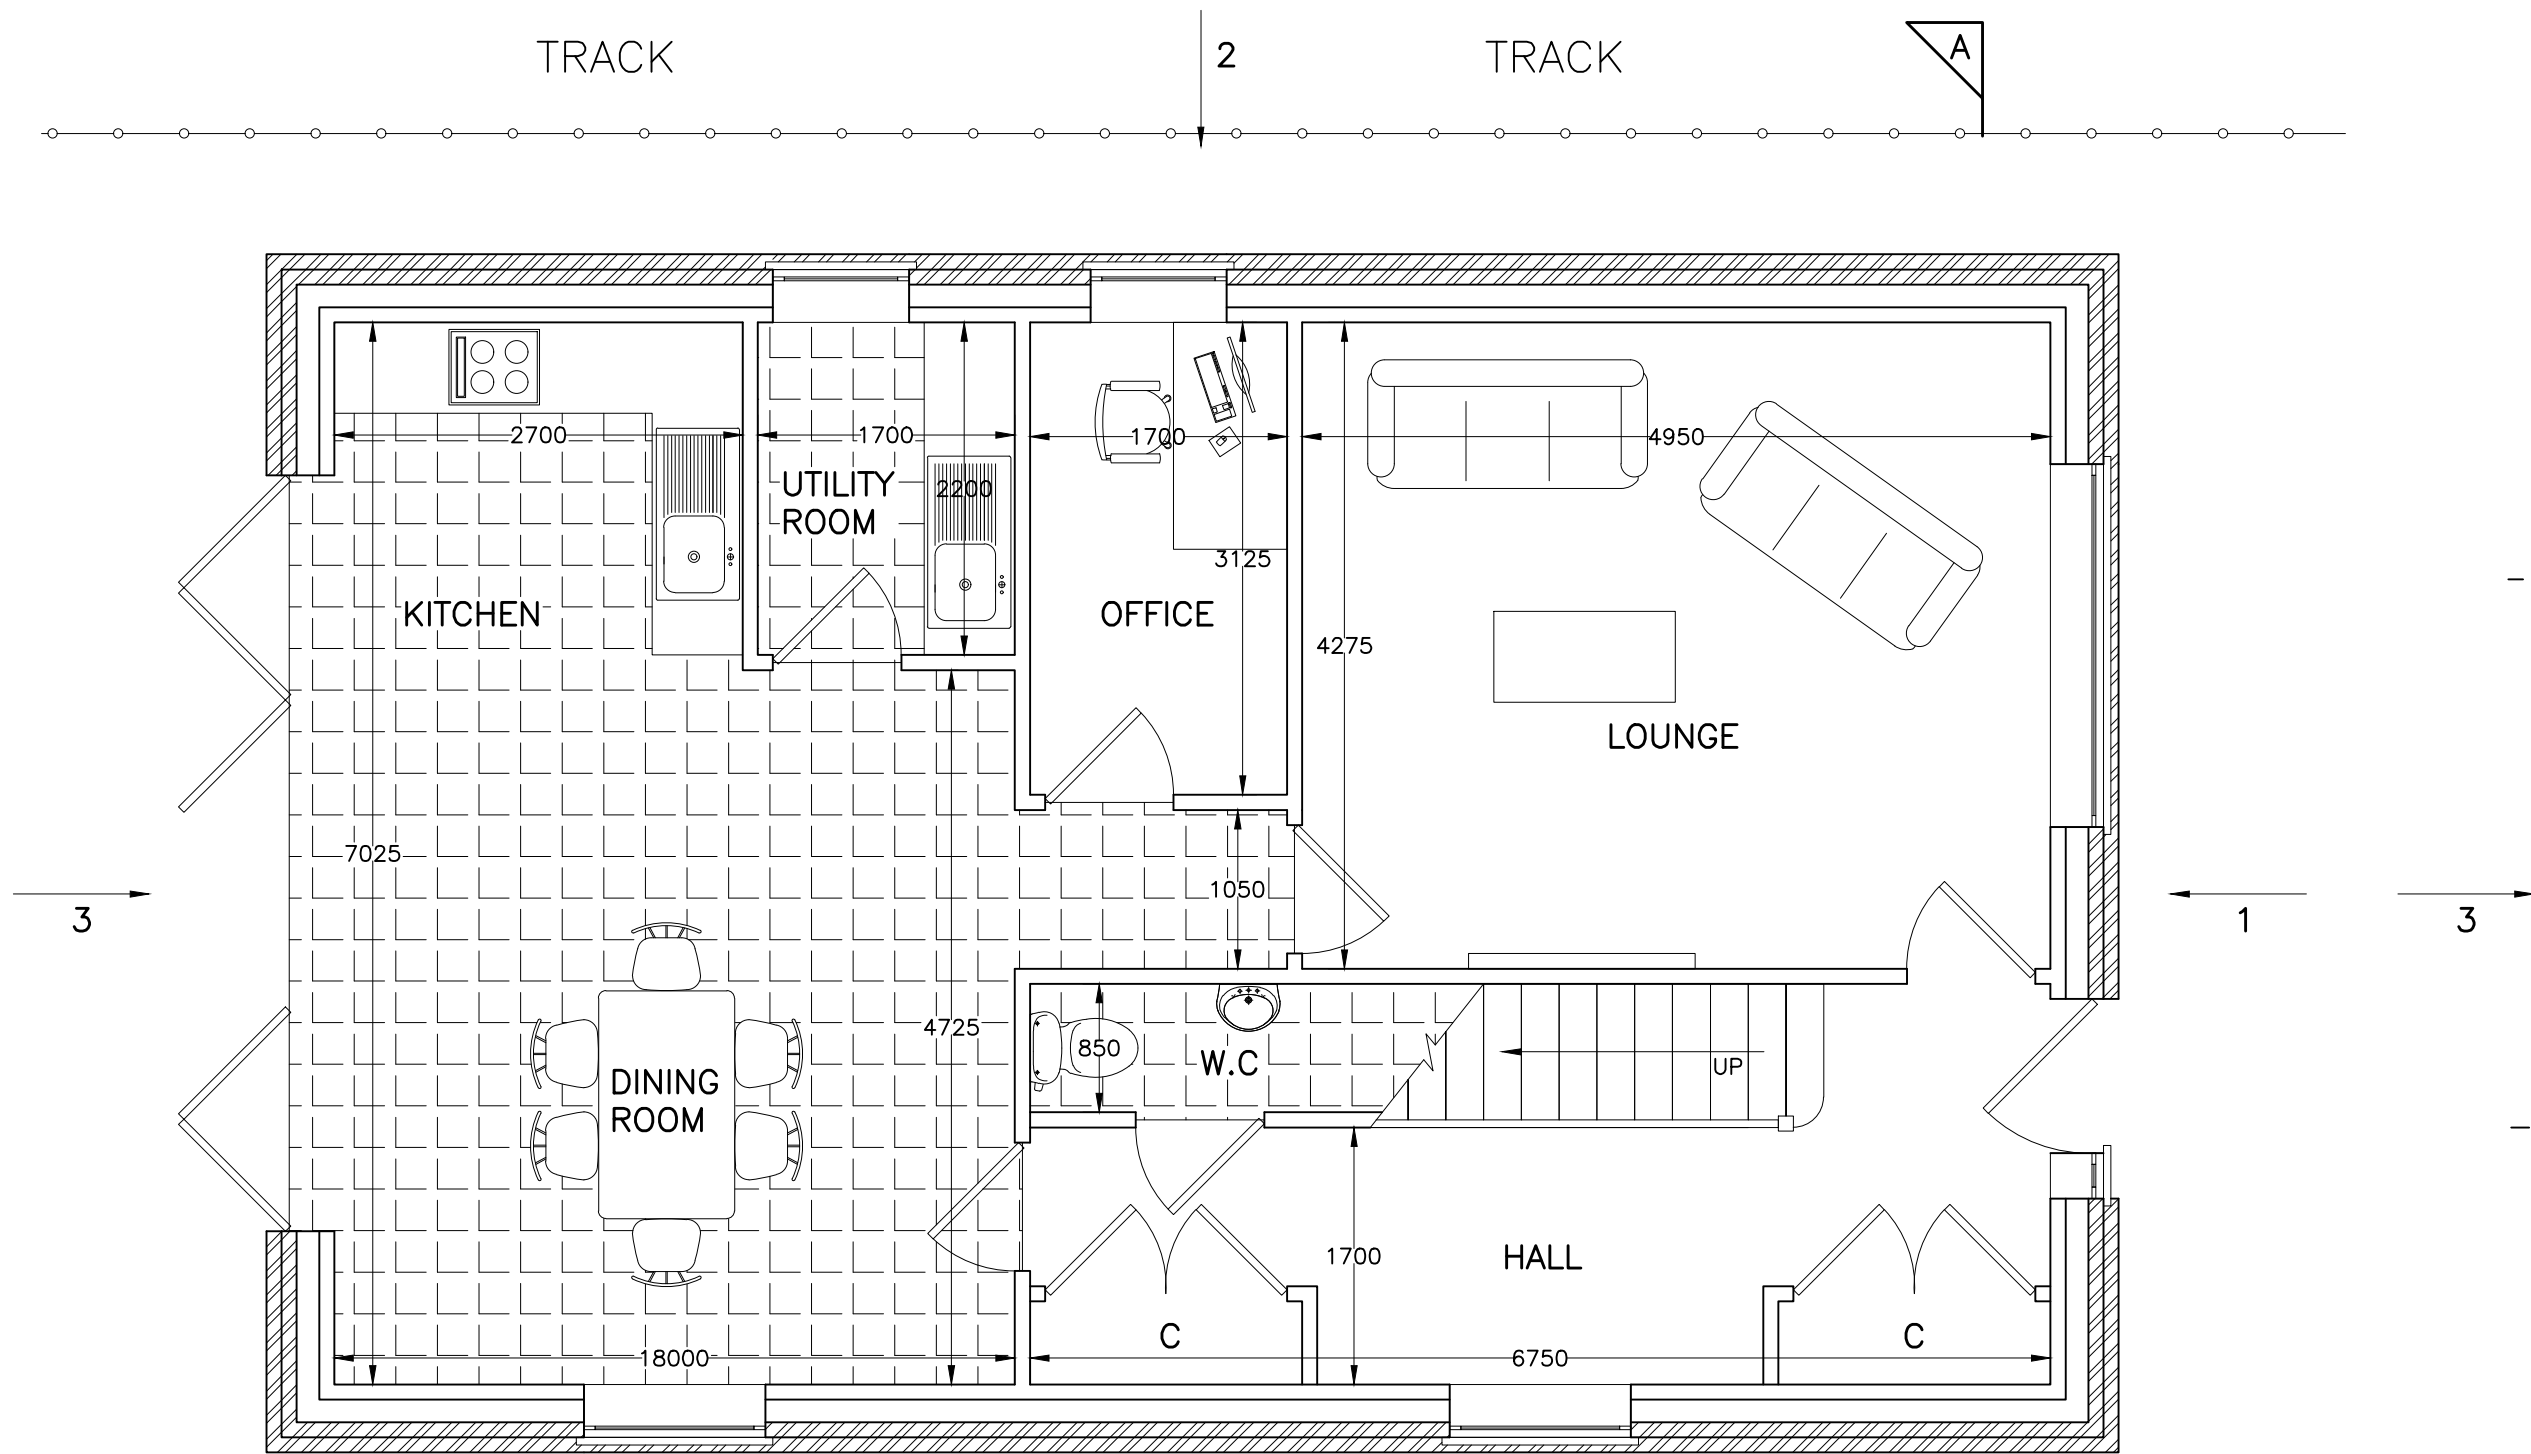 TRACK
2
TRACK
A
2700
1700
1700
4950
UTILITY
ROOM
2200
3125
KITCHEN
OFFICE
4275
LOUNGE
7025
1050
3
1
3
4725
850
W.C
UP
DINING
ROOM
1700
HALL
C
C
18000
6750